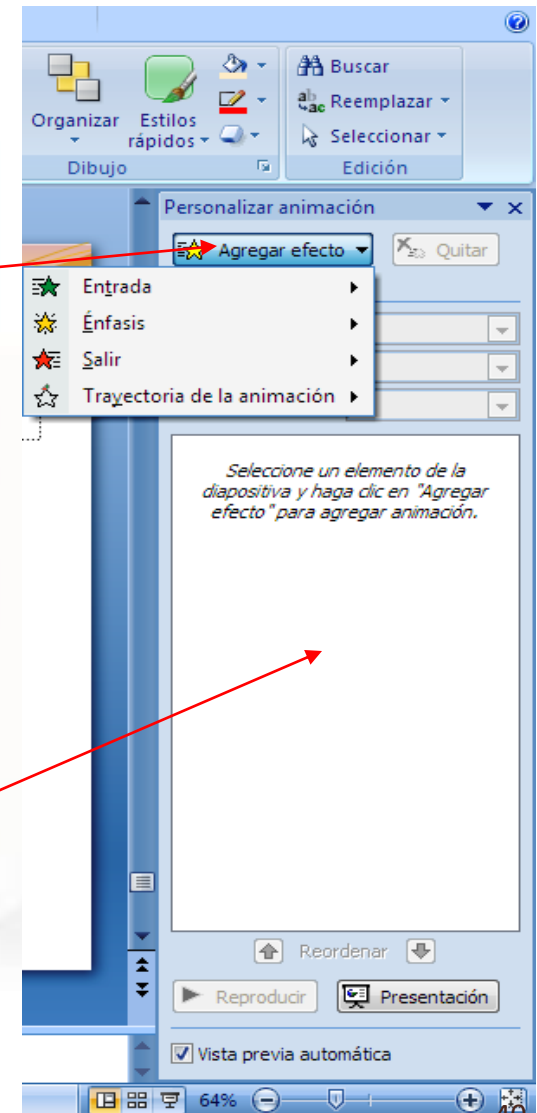 Buscar
ab
ac Reemplazar
Seleccionar
Organizar Estilos
rápidos
Dibujo Edición
Personalizar animación
Agregar efecto Quitar
Entrada
Énfasis
Salir
Trayectoria de la animación
Seleccione un elemento de la
diapositiva y haga clic en "Agregar
efecto" para agregar animación.
Reordenar
Reproducir Presentación
Vista previa automática
64%